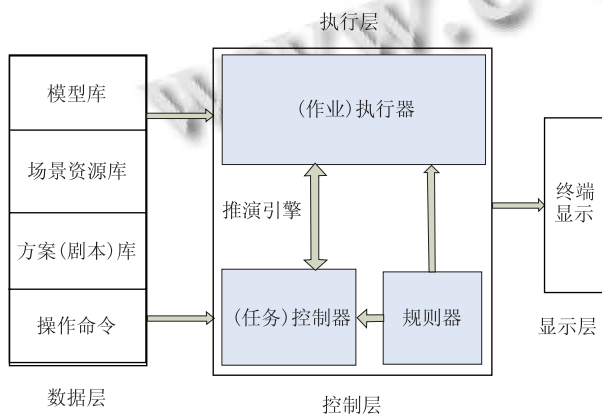 执行层
模型库
场景资源库
方案(剧本)库
操作命令
数据层
(作业)执行器
推演引擎
(任务)控制器
规则器
控制层
终端
显示
显示层